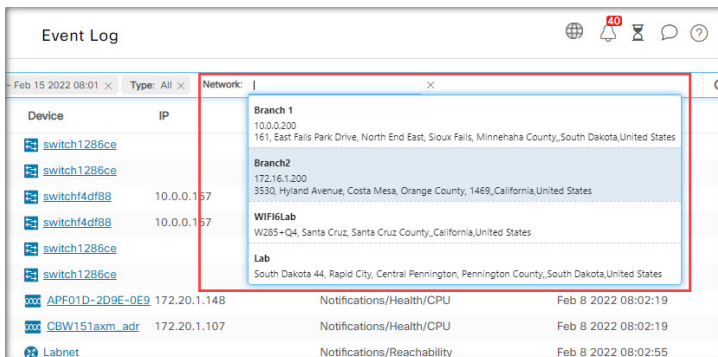 Event Log
40
- Feb 15 2022 08:01 × Type: All × Network: ×
Device IP
Branch 1
10.0.0.200
161, East Falls Park Drive, North End East, Sioux Falls, Minnehaha County,,South Dakota,United States
Branch2
172.16.1.200
3530, Hyland Avenue, Costa Mesa, Orange County, 1469,,California,United States
WIFI6Lab
W285+Q4, Santa Cruz, Santa Cruz County,,California,United States
Lab
South Dakota 44, Rapid City, Central Pennington, Pennington County,,South Dakota,United States
switch1286ce
switch1286ce
switchf4df88 10.0.0.157
switchf4df88 10.0.0.157
switch1286ce
switch1286ce
APF01D-2D9E-0E9 172.20.1.148 Notifications/Health/CPU Feb 8 2022 08:02:19
CBW151axm_adr 172.20.1.107 Notifications/Health/CPU Feb 8 2022 08:02:19
Labnet Notifications/Reachability Feb 8 2022 08:02:55